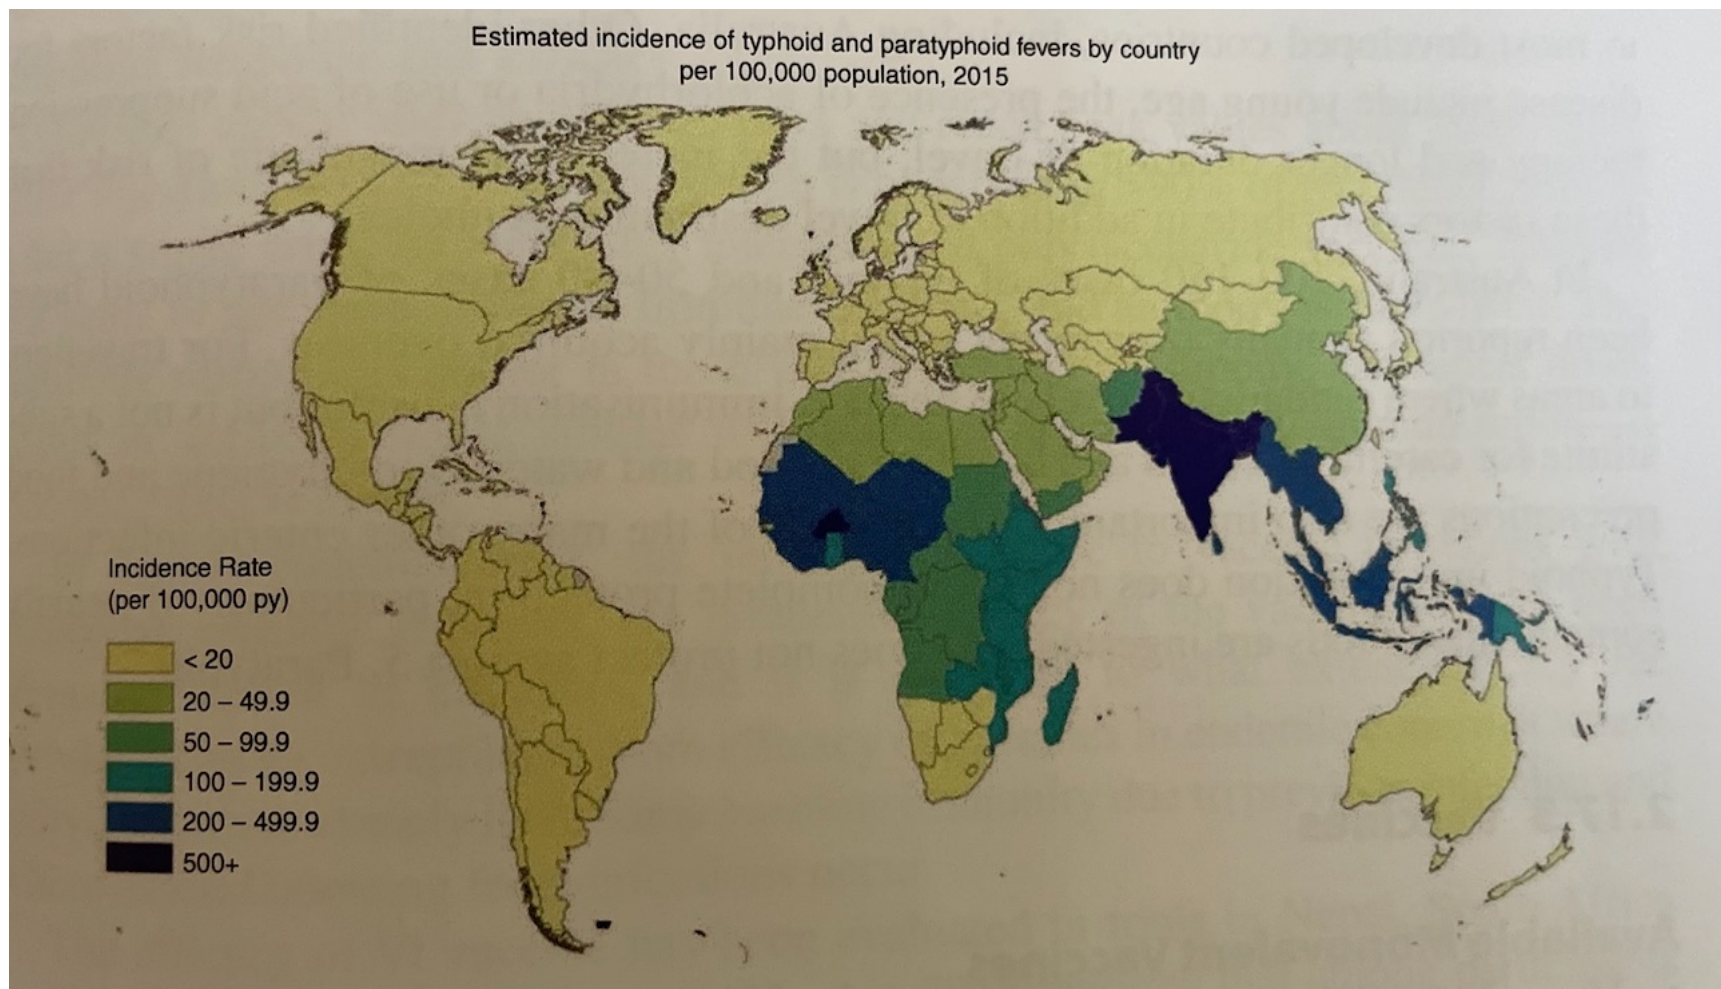 Estimated incidence of typhoid and paratyphoid fevers by country
per 100,000 population, 2015
Incidence Rate
(per 100,000 py)
< 20
20 – 49.9
50 – 99.9
100 – 199.9
200 – 499.9
500+